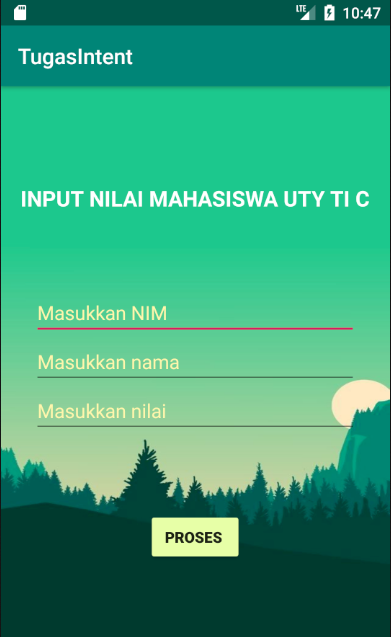 LTE 10:47
TugasIntent
INPUT NILAI MAHASISWA UTY TI C
Masukkan NIM
Masukkan nama
Masukkan nilai
PROSES